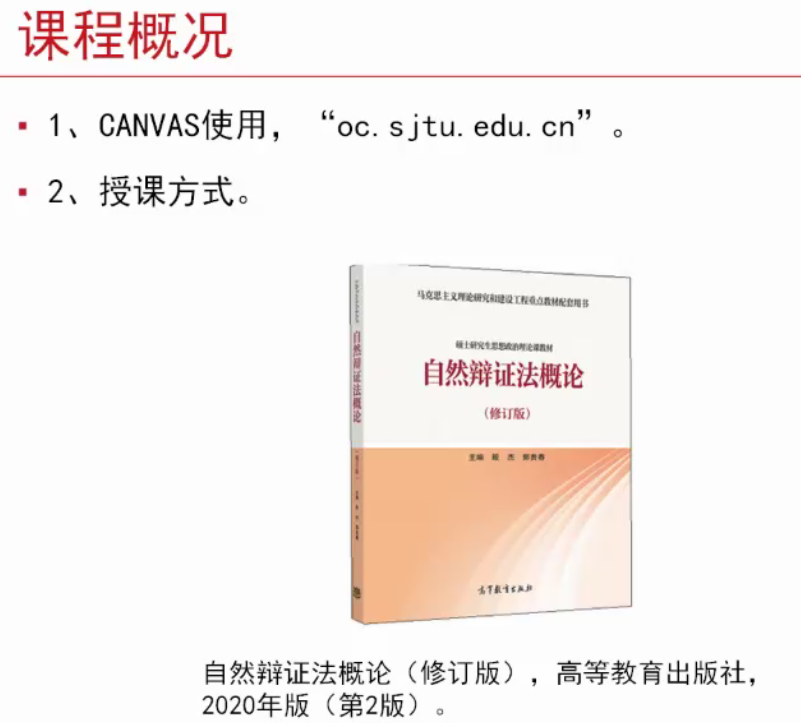 课程概况
▪ 1、CANVAS使用，“oc.sjtu.edu.cn”。
▪ 2、授课方式。
马克思主义理论研究和建设工程重点教材配套用书
硕士研究生思想政治理论课教材
自然辩证法概论
（修订版）
主编 殷 杰 郭贵春
高等教育出版社
自然辩证法概论
自然辩证法概论（修订版），高等教育出版社，
2020年版（第2版）。